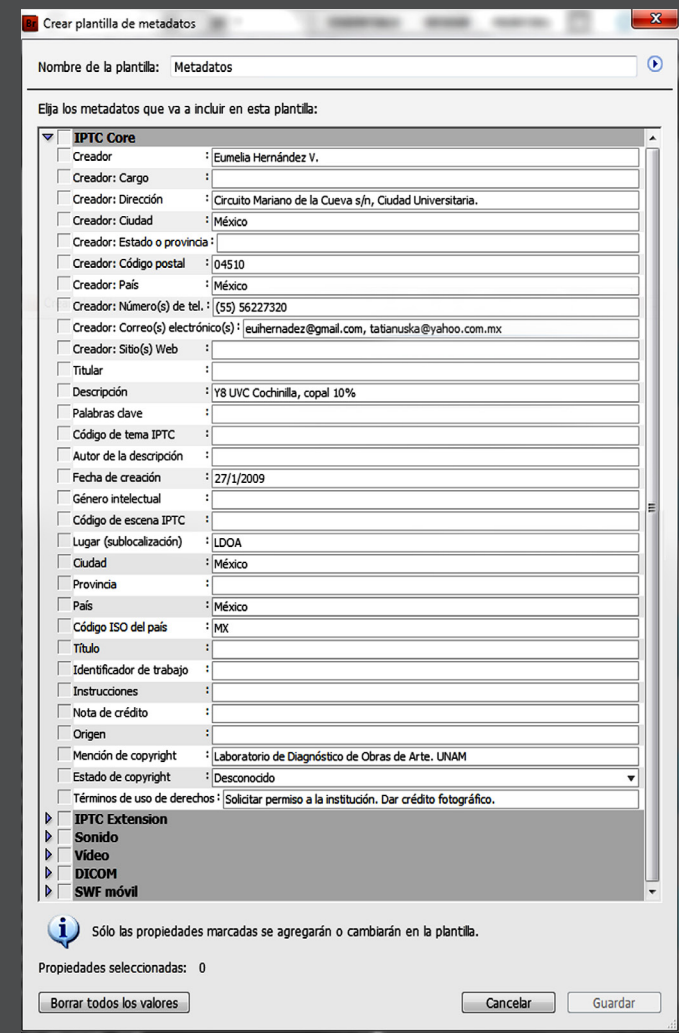 Br Crear plantilla de metadatos
Nombre de la plantilla: Metadatos
Elija los metadatos que va a incluir en esta plantilla:
IPTC Core
Creador : Eumelia Hernández V.
Creador: Cargo :
Creador: Dirección : Circuito Mariano de la Cueva s/n, Ciudad Universitaria.
Creador: Ciudad : México
Creador: Estado o provincia :
Creador: Código postal : 04510
Creador: País : México
Creador: Número(s) de tel. : (55) 56227320
Creador: Correo(s) electrónico(s) : euihernadez@gmail.com, tatianuska@yahoo.com.mx
Creador: Sitio(s) Web :
Titular :
Descripción : Y8 UVC Cochinilla, copal 10%
Palabras clave :
Código de tema IPTC :
Autor de la descripción :
Fecha de creación : 27/1/2009
Género intelectual :
Código de escena IPTC :
Lugar (sublocalización) : LDOA
Ciudad : México
Provincia :
País : México
Código ISO del país : MX
Título :
Identificador de trabajo :
Instrucciones :
Nota de crédito :
Origen :
Mención de copyright : Laboratorio de Diagnóstico de Obras de Arte. UNAM
Estado de copyright : Desconocido
Términos de uso de derechos : Solicitar permiso a la institución. Dar crédito fotográfico.
IPTC Extension
Sonido
Vídeo
DICOM
SWF móvil
Sólo las propiedades marcadas se agregarán o cambiarán en la plantilla.
Propiedades seleccionadas: 0
Borrar todos los valores
Cancelar
Guardar